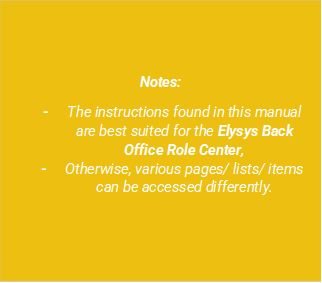 Notes:
- The instructions found in this manual
are best suited for the Elysys Back
Office Role Center,
- Otherwise, various pages/ lists/ items
can be accessed differently.